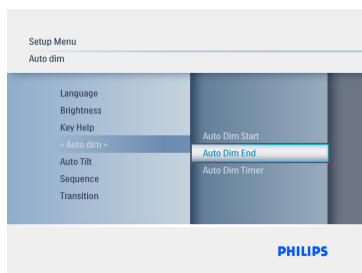 Setup Menu
Auto dim
Language
Brightness
Key Help
< Auto dim >
Auto Tilt
Sequence
Transition
Auto Dim Start
Auto Dim End
Auto Dim Timer
PHILIPS